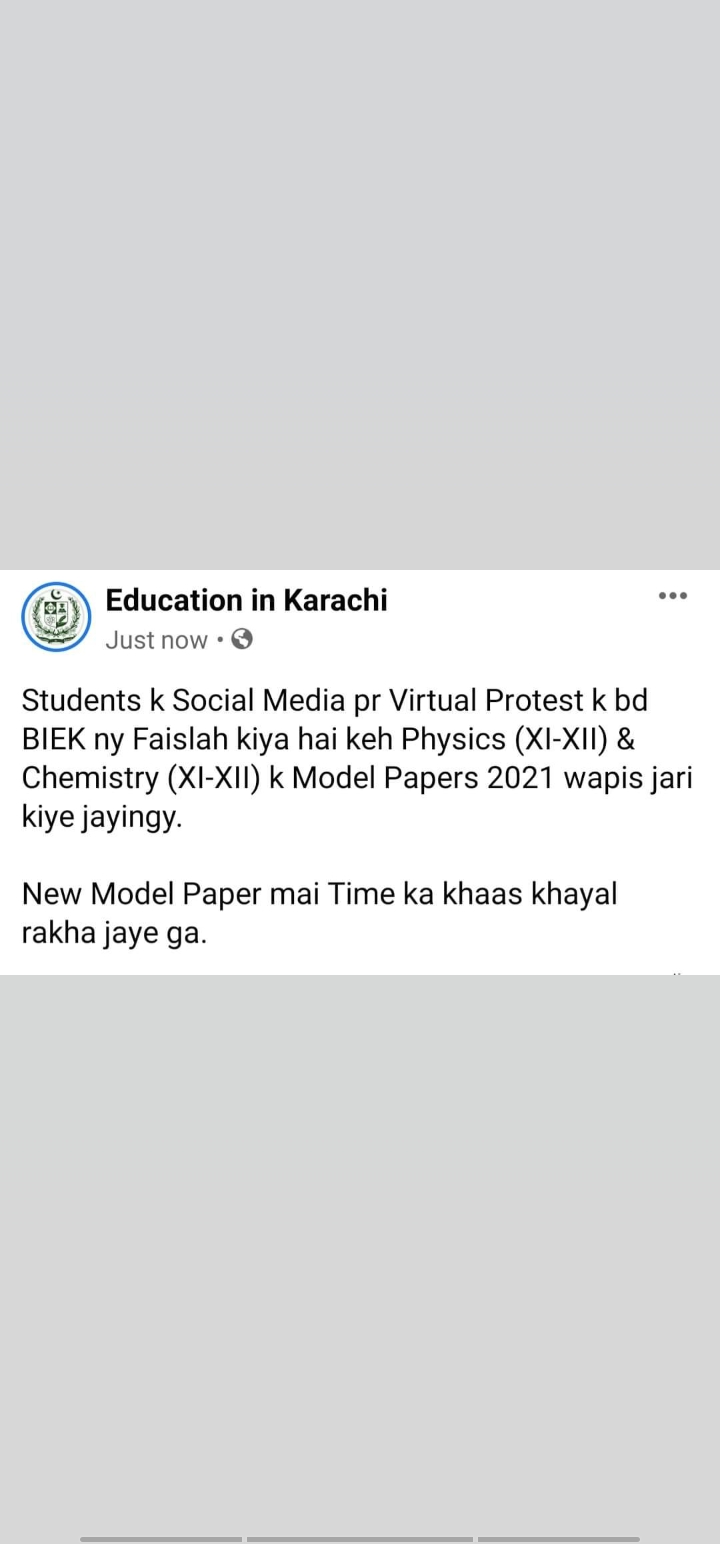 Education in Karachi
Just now •
Students k Social Media pr Virtual Protest k bd
BIEK ny Faislah kiya hai keh Physics (XI-XII) &
Chemistry (XI-XII) k Model Papers 2021 wapis jari
kiye jayingy.
New Model Paper mai Time ka khaas khayal
rakha jaye ga.